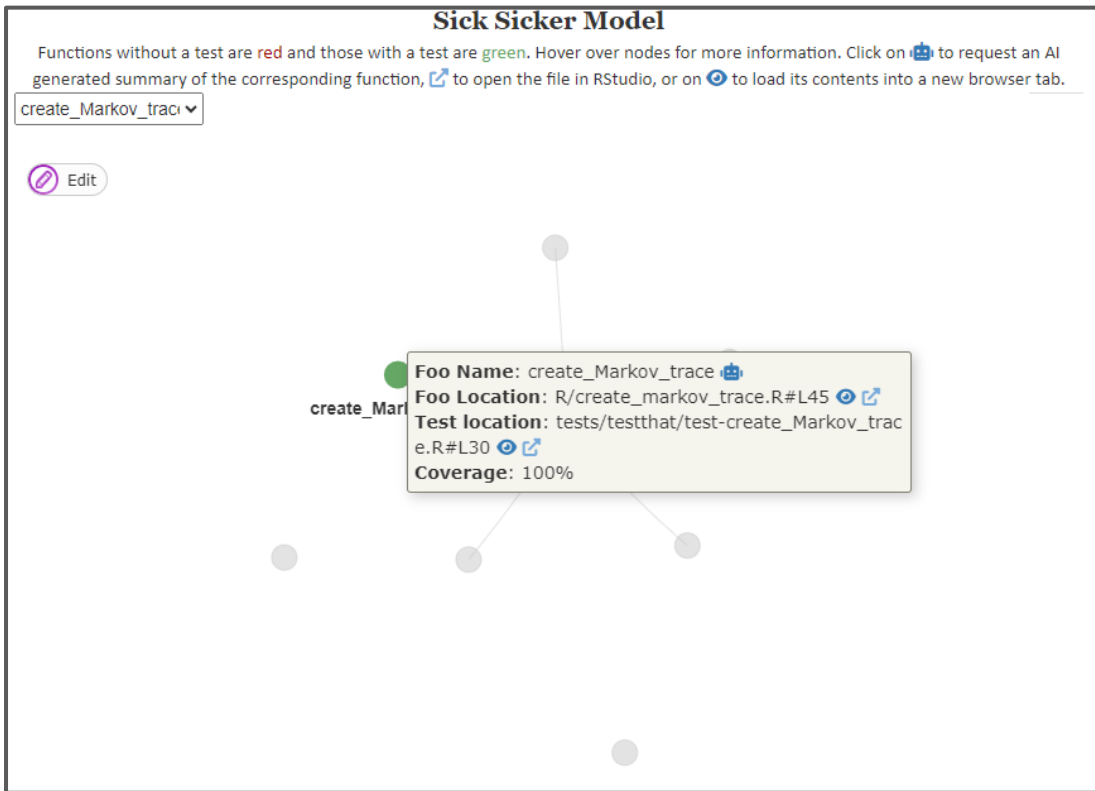 Sick Sicker Model
Functions without a test are red and those with a test are green. Hover over nodes for more information. Click on to request an AI
generated summary of the corresponding function, to open the file in RStudio, or on to load its contents into a new browser tab.
create_Markov_trac
Edit
Foo Name: create_Markov_trace
Foo Location: R/create_markov_trace.R#L45
create_Mar
Test location: tests/testthat/test-create_Markov_trac
e.R#L30
Coverage: 100%